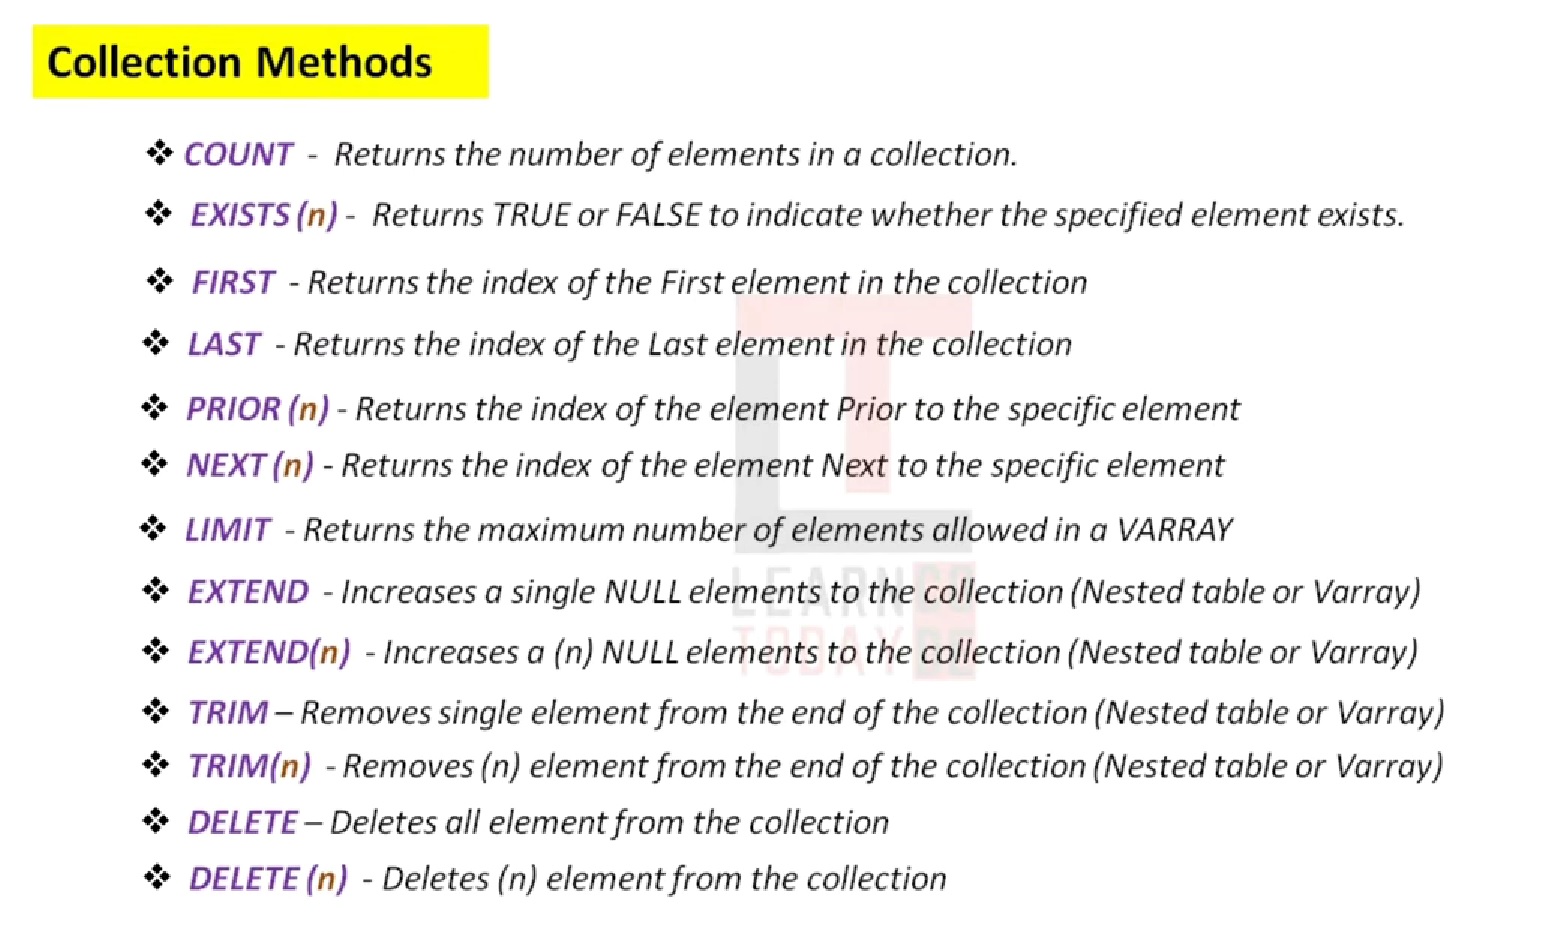 Collection Methods
❖ COUNT - Returns the number of elements in a collection.
❖ EXISTS (n) - Returns TRUE or FALSE to indicate whether the specified element exists.
❖ FIRST - Returns the index of the First element in the collection
❖ LAST - Returns the index of the Last element in the collection
❖ PRIOR (n) - Returns the index of the element Prior to the specific element
❖ NEXT (n) - Returns the index of the element Next to the specific element
❖ LIMIT - Returns the maximum number of elements allowed in a VARRAY
❖ EXTEND - Increases a single NULL elements to the collection (Nested table or Varray)
❖ EXTEND(n) - Increases a (n) NULL elements to the collection (Nested table or Varray)
❖ TRIM – Removes single element from the end of the collection (Nested table or Varray)
❖ TRIM(n) - Removes (n) element from the end of the collection (Nested table or Varray)
❖ DELETE – Deletes all element from the collection
❖ DELETE (n) - Deletes (n) element from the collection
LEARN
TODAY